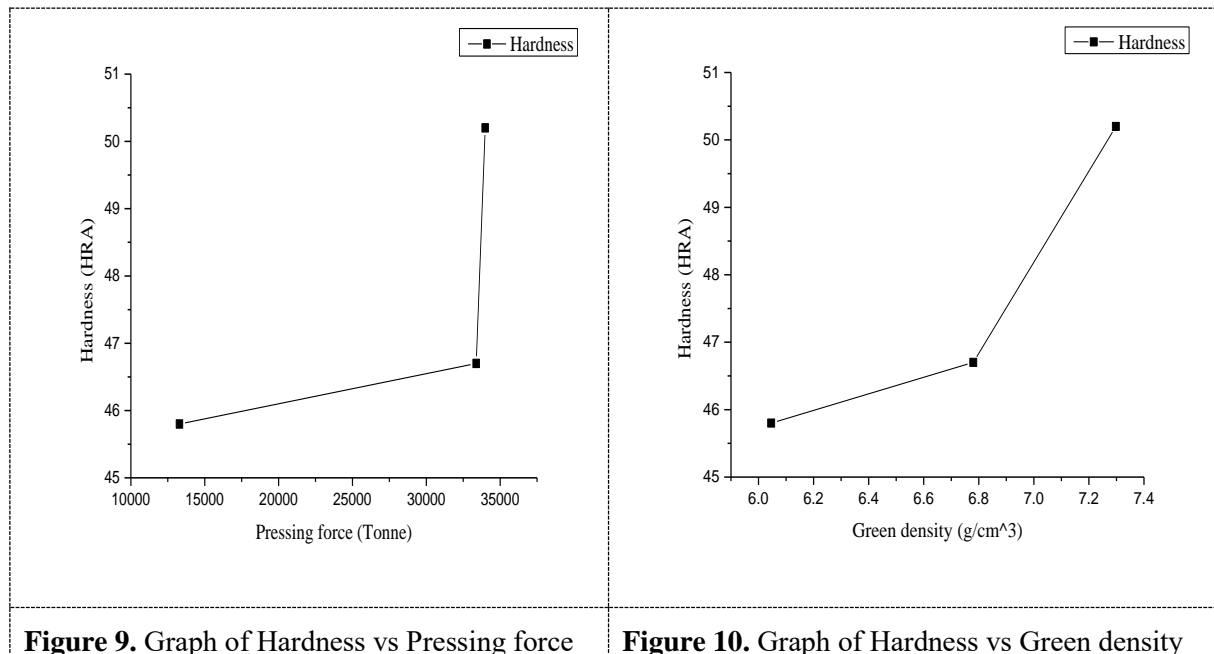 Hardness
51
50
49
48
47
46
45
Hardness (HRA)
10000 15000 20000 25000 30000 35000
Pressing force (Tonne)
Figure 9. Graph of Hardness vs Pressing force
Hardness
51
50
49
48
47
46
45
Hardness (HRA)
6.0 6.2 6.4 6.6 6.8 7.0 7.2 7.4
Green density (g/cm^3)
Figure 10. Graph of Hardness vs Green density